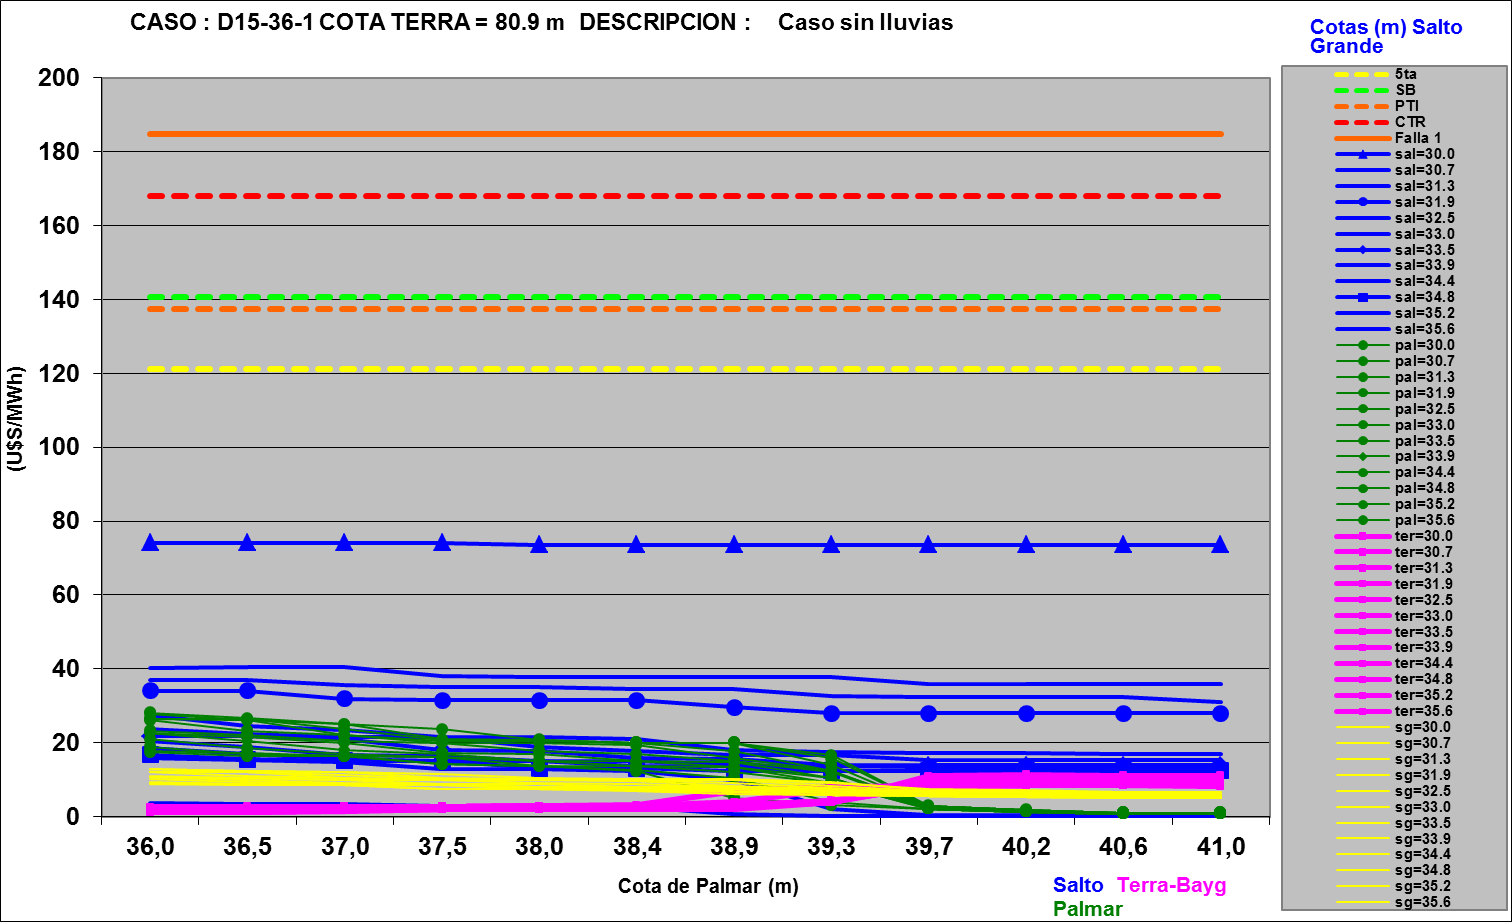 CASO : D15-36-1 COTA TERRA = 80.9 m DESCRIPCION : Caso sin lluvias
Cotas (m) Salto
Grande
200
180
160
140
120
100
80
60
40
20
0
(U$S/MWh)
36,0 36,5 37,0 37,5 38,0 38,4 38,9 39,3 39,7 40,2 40,6 41,0
Cota de Palmar (m)
Salto Terra-Bayg
Palmar
5ta
SB
PTI
CTR
Falla 1
sal=30.0
sal=30.7
sal=31.3
sal=31.9
sal=32.5
sal=33.0
sal=33.5
sal=33.9
sal=34.4
sal=34.8
sal=35.2
sal=35.6
pal=30.0
pal=30.7
pal=31.3
pal=31.9
pal=32.5
pal=33.0
pal=33.5
pal=33.9
pal=34.4
pal=34.8
pal=35.2
pal=35.6
ter=30.0
ter=30.7
ter=31.3
ter=31.9
ter=32.5
ter=33.0
ter=33.5
ter=33.9
ter=34.4
ter=34.8
ter=35.2
ter=35.6
sg=30.0
sg=30.7
sg=31.3
sg=31.9
sg=32.5
sg=33.0
sg=33.5
sg=33.9
sg=34.4
sg=34.8
sg=35.2
sg=35.6